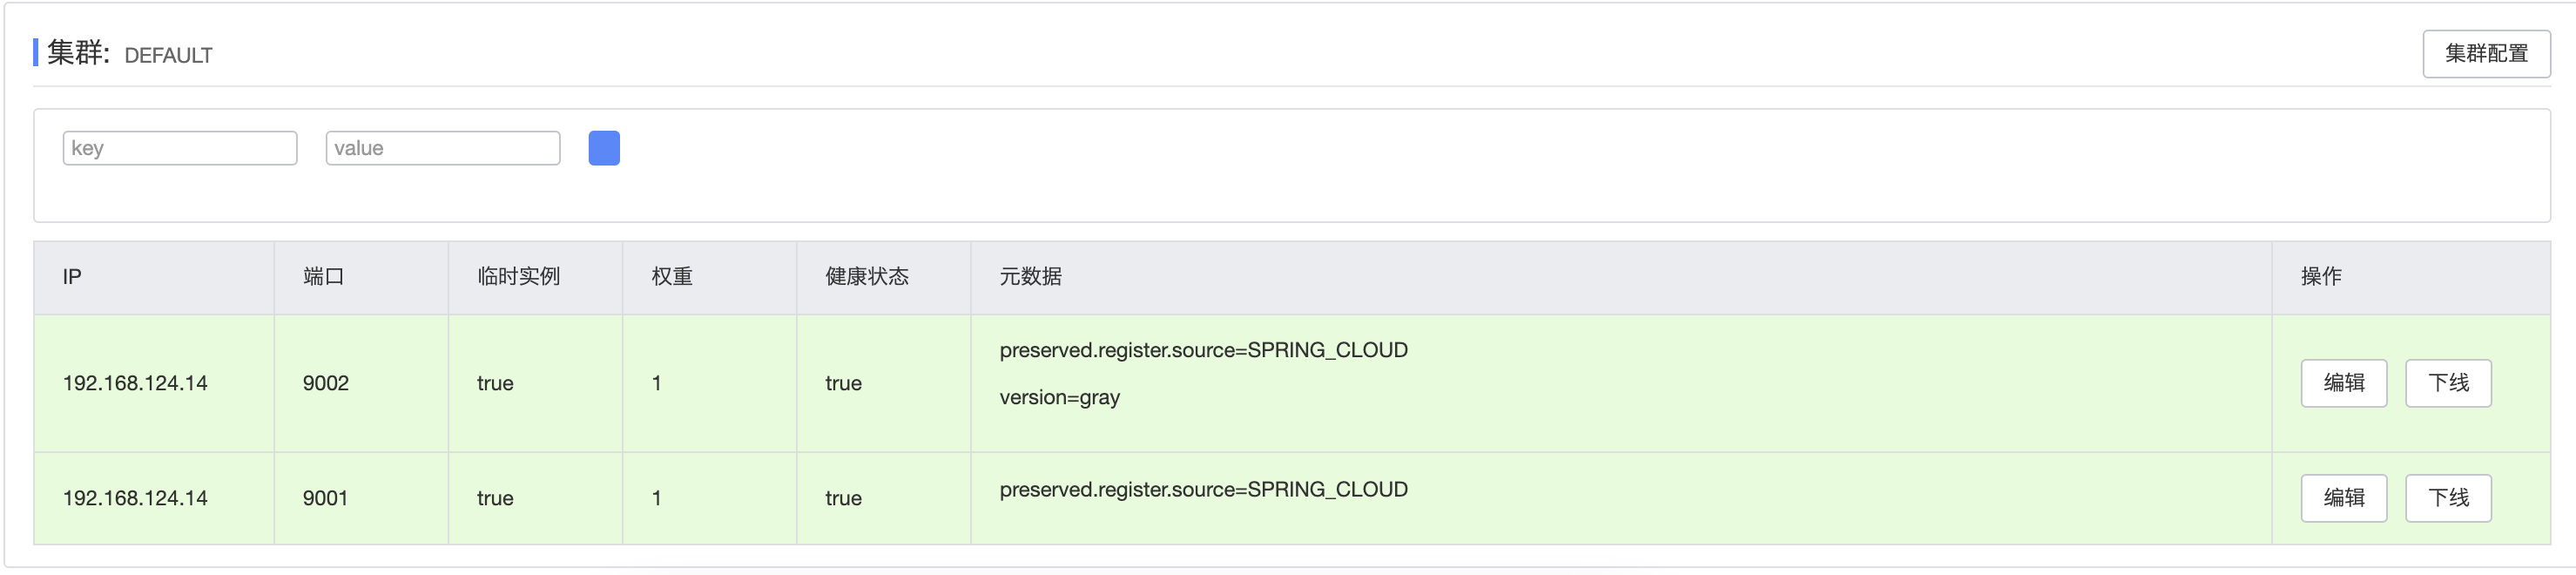 集群: DEFAULT
集群配置
key value
IP 端口 临时实例 权重 健康状态 元数据 操作
192.168.124.14 9002 true 1 true preserved.register.source=SPRING_CLOUD
version=gray
编辑 下线
192.168.124.14 9001 true 1 true preserved.register.source=SPRING_CLOUD 编辑 下线